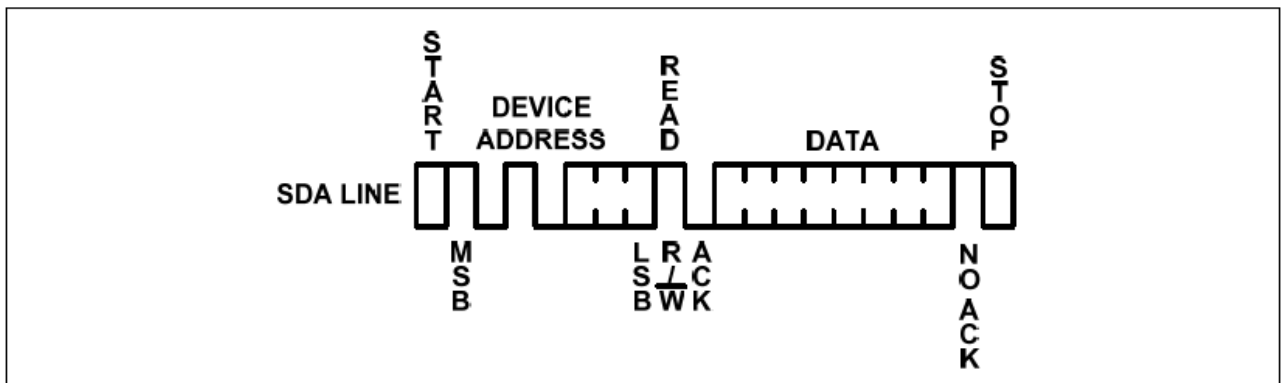 START
DEVICE
ADDRESS
READ
DATA
STOP
SDA LINE
MSB
LSB
R/W
ACK
NO ACK